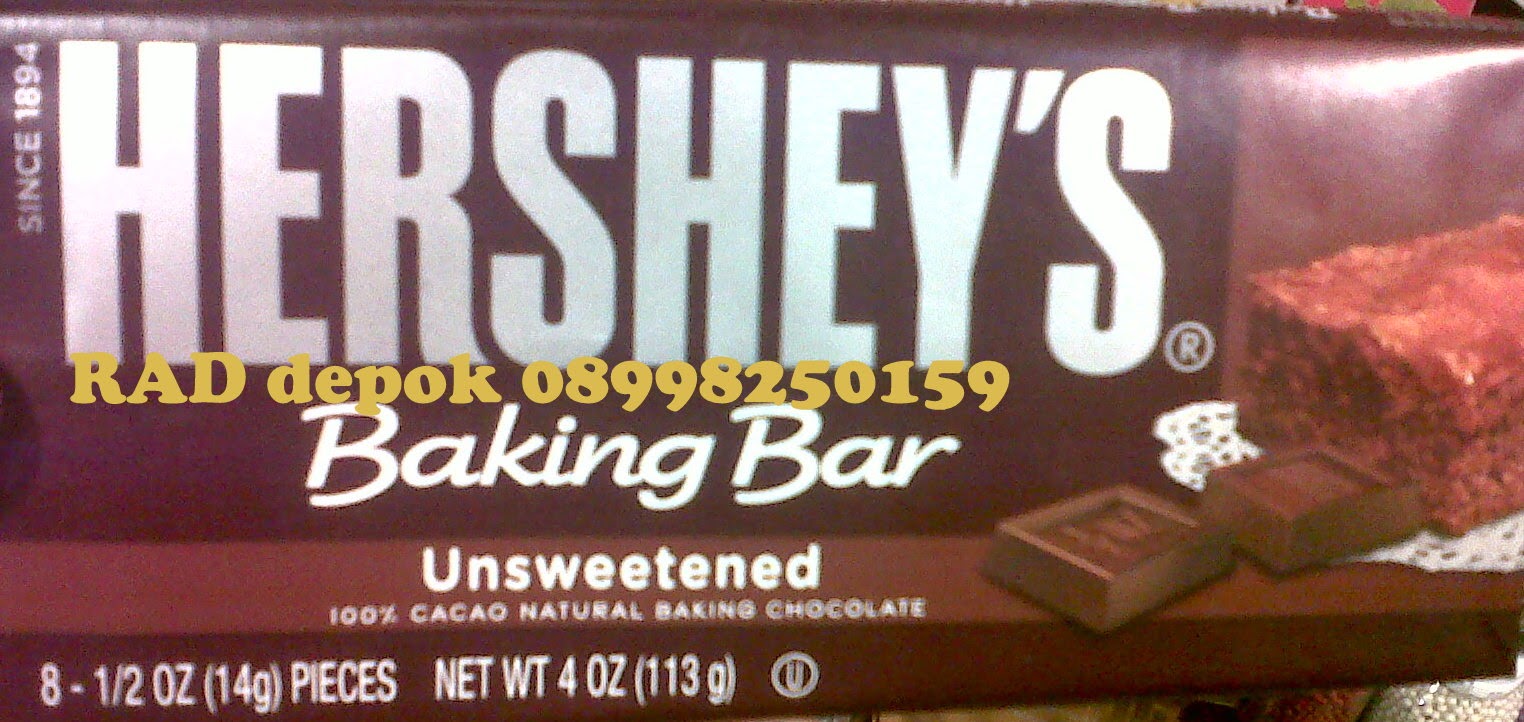 SINCE 1894
HERSHEY'S®
RAD depok 08998250159
Baking Bar
Unsweetened
100% CACAO NATURAL BAKING CHOCOLATE
8 - 1/2 OZ (14g) PIECES NET WT 4 OZ (113 g) Ⓤ